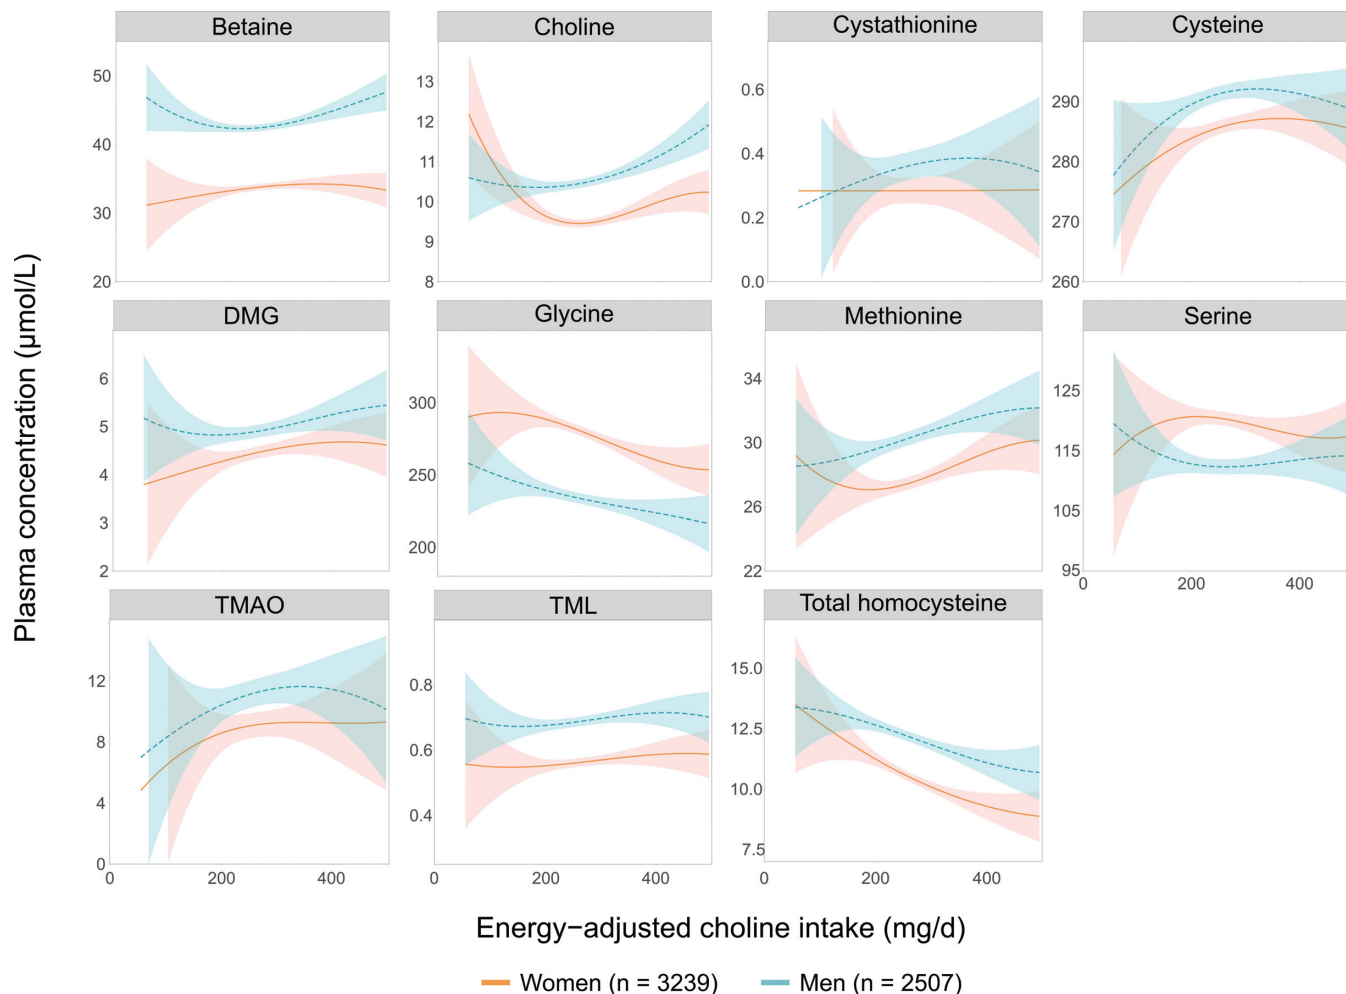 Betaine Choline Cystathionine Cysteine
50 13 0.6 290
40 12 0.4 280
30 11 0.2 270
20 10 0.0 260
9
8
DMG Glycine Methionine Serine
6 300 34 125
5 250 30 115
4 200 26 105
3 22 95
2
0 200 400
TMAO TML Total homocysteine
12 0.8 15.0
8 0.6 12.5
4 0.4 10.0
0 7.5
0 200 400 0 200 400 0 200 400
Plasma concentration (μmol/L)
Energy−adjusted choline intake (mg/d)
Women (n = 3239) Men (n = 2507)